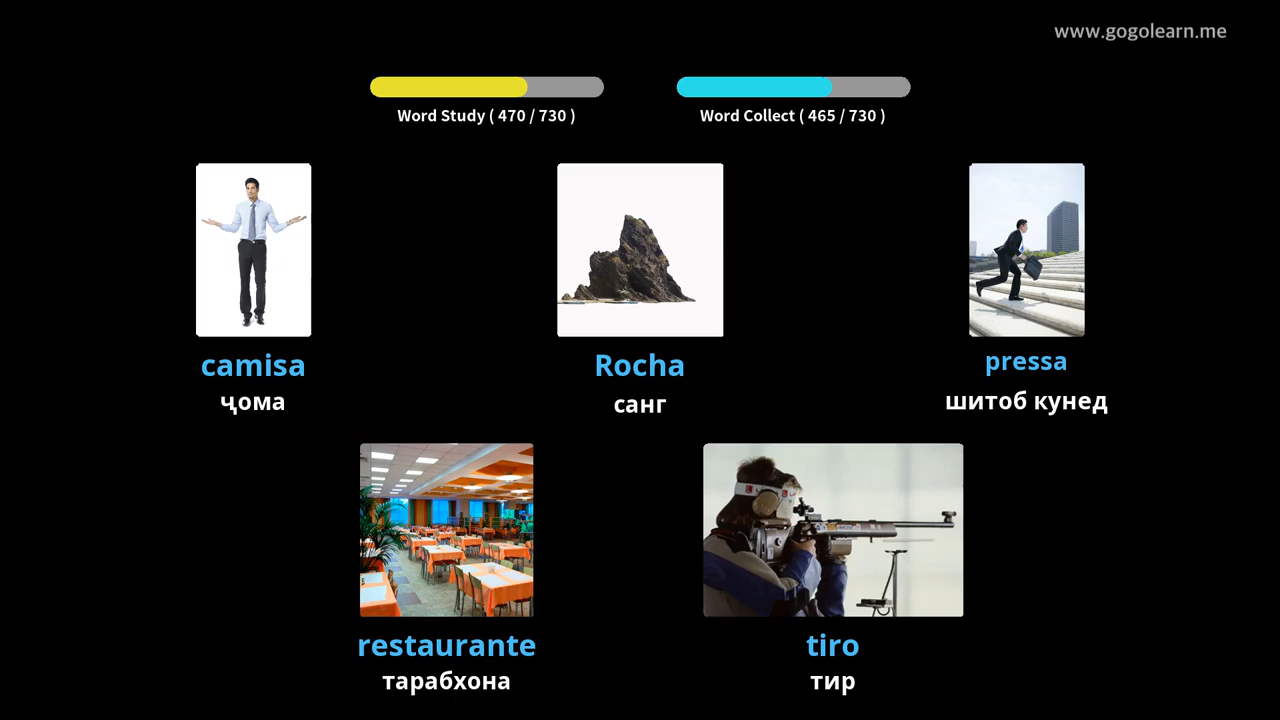 www.gogolearn.me
Word Study ( 470 / 730 )
Word Collect ( 465 / 730 )
camisa
ҷома
Rocha
санг
pressa
шитоб кунед
restaurante
тарабхона
tiro
тир